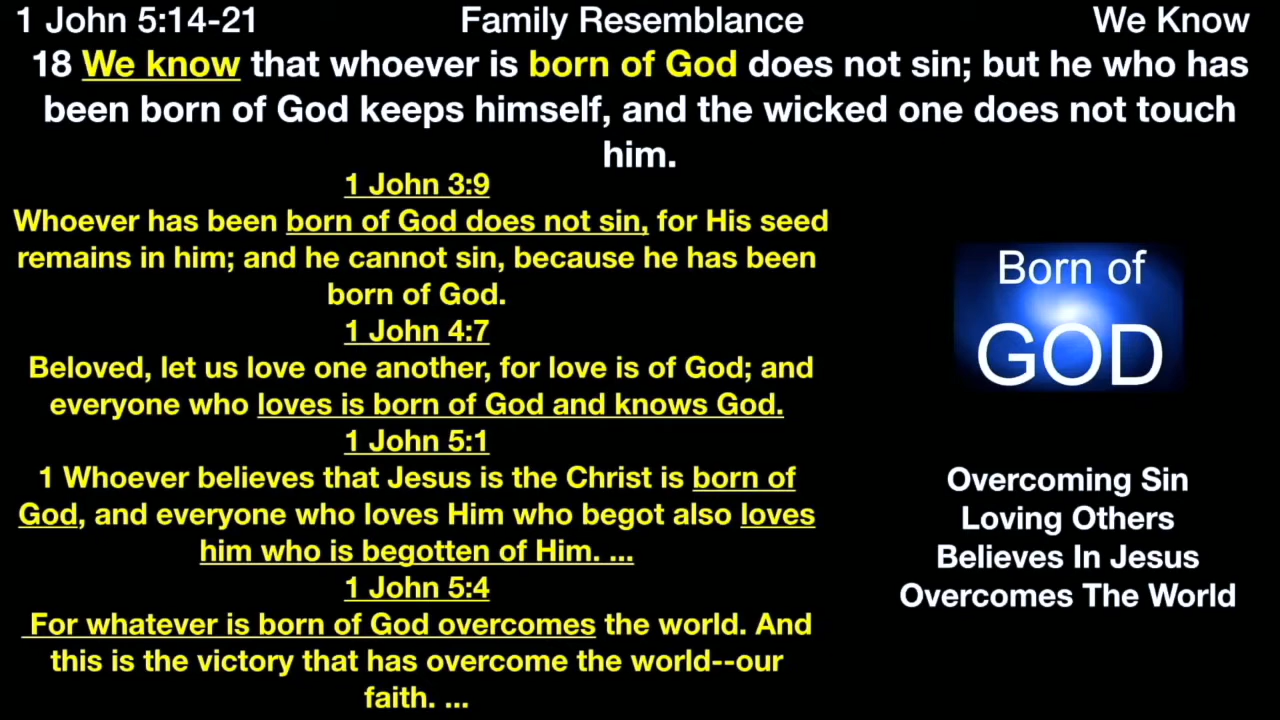 1 John 5:14-21 Family Resemblance We Know
18 We know that whoever is born of God does not sin; but he who has
been born of God keeps himself, and the wicked one does not touch
him.
1 John 3:9
Whoever has been born of God does not sin, for His seed
remains in him; and he cannot sin, because he has been
born of God.
1 John 4:7
Beloved, let us love one another, for love is of God; and
everyone who loves is born of God and knows God.
1 John 5:1
1 Whoever believes that Jesus is the Christ is born of
God, and everyone who loves Him who begot also loves
him who is begotten of Him. ...
1 John 5:4
For whatever is born of God overcomes the world. And
this is the victory that has overcome the world--our
faith. ...
Born of
GOD
Overcoming Sin
Loving Others
Believes In Jesus
Overcomes The World